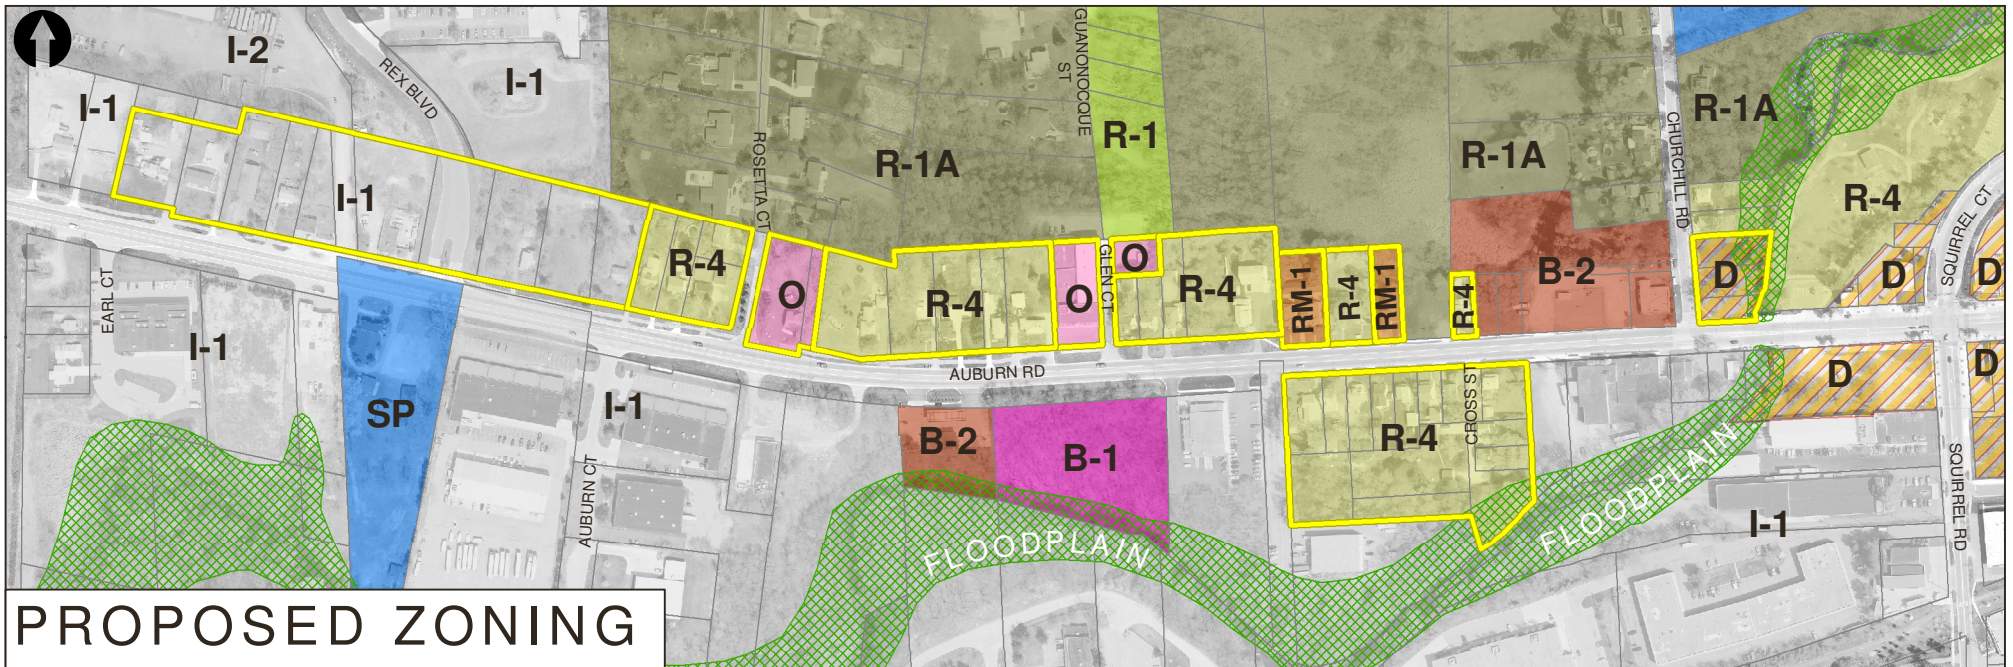 I-2
REX BLVD
I-1
I-1
I-1
ROSETTA CT
R-1A
GUANONOCQUE
ST
R-1
R-1A
CHURCHILL RD
R-1A
R-4
SQUIRREL CT
R-4
O
R-4
O
GLEN CT
O
R-4
RM-1
R-4
RM-1
R-4
B-2
D
D
D
EARL CT
I-1
SP
AUBURN CT
I-1
AUBURN RD
B-2
B-1
R-4
CROSS ST
D
D
SQUIRREL RD
FLOODPLAIN
FLOODPLAIN
I-1
PROPOSED ZONING